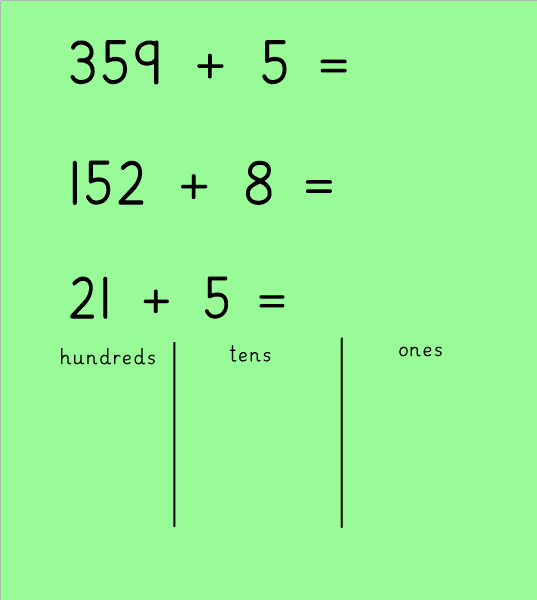 359 + 5 =
152 + 8 =
21 + 5 =
hundreds tens ones